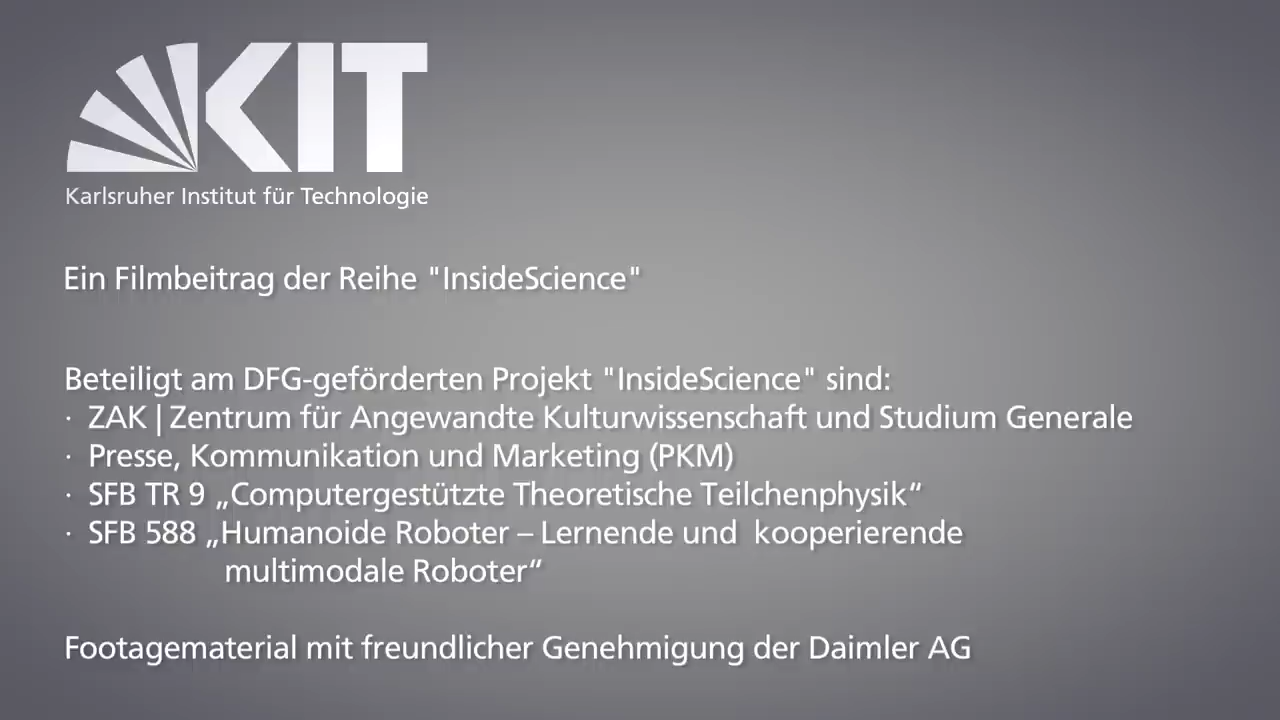 KIT
Karlsruher Institut für Technologie
Ein Filmbeitrag der Reihe "InsideScience"
Beteiligt am DFG-geförderten Projekt "InsideScience" sind:
· ZAK | Zentrum für Angewandte Kulturwissenschaft und Studium Generale
· Presse, Kommunikation und Marketing (PKM)
· SFB TR 9 „Computergestützte Theoretische Teilchenphysik“
· SFB 588 „Humanoide Roboter – Lernende und kooperierende
multimodale Roboter“
Footagematerial mit freundlicher Genehmigung der Daimler AG